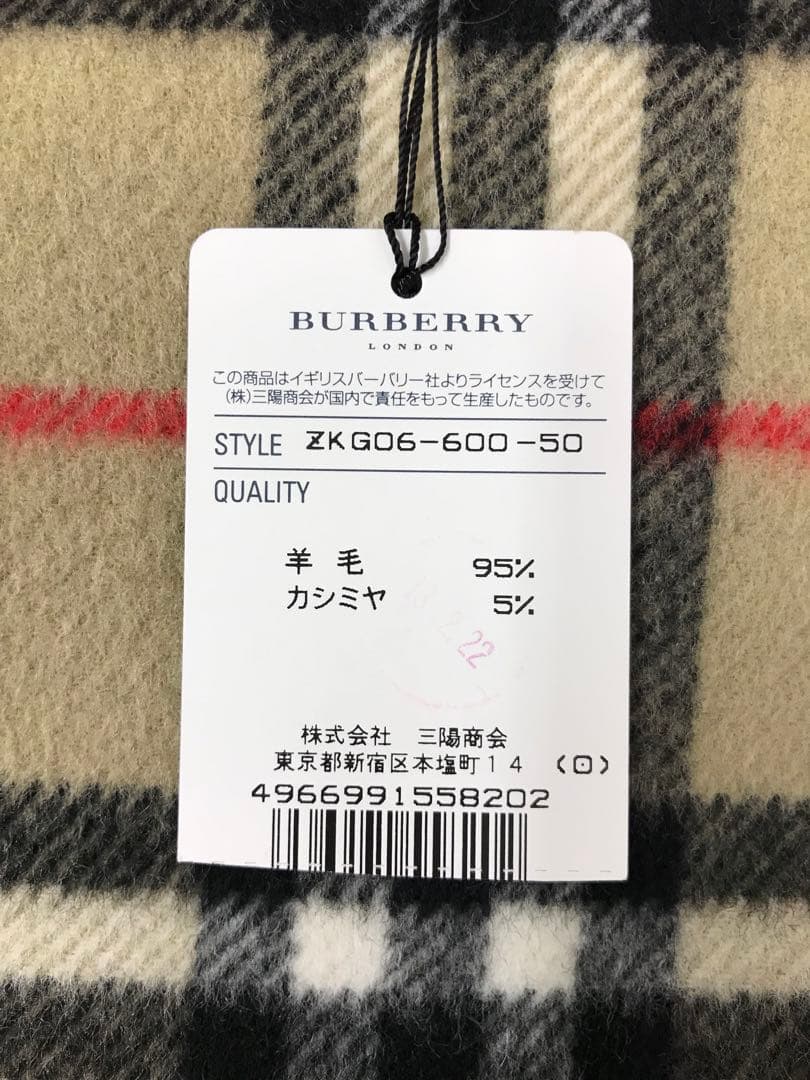 BURBERRY
LONDON
この商品はイギリスバーバリー社よりライセンスを受けて
(株)三陽商会が国内で責任をもって生産したものです。
STYLE ZKG06-600-50
QUALITY
羊毛 95%
カシミヤ 5%
22
株式会社 三陽商会
東京都新宿区本塩町14 (ロ)
4966991558202